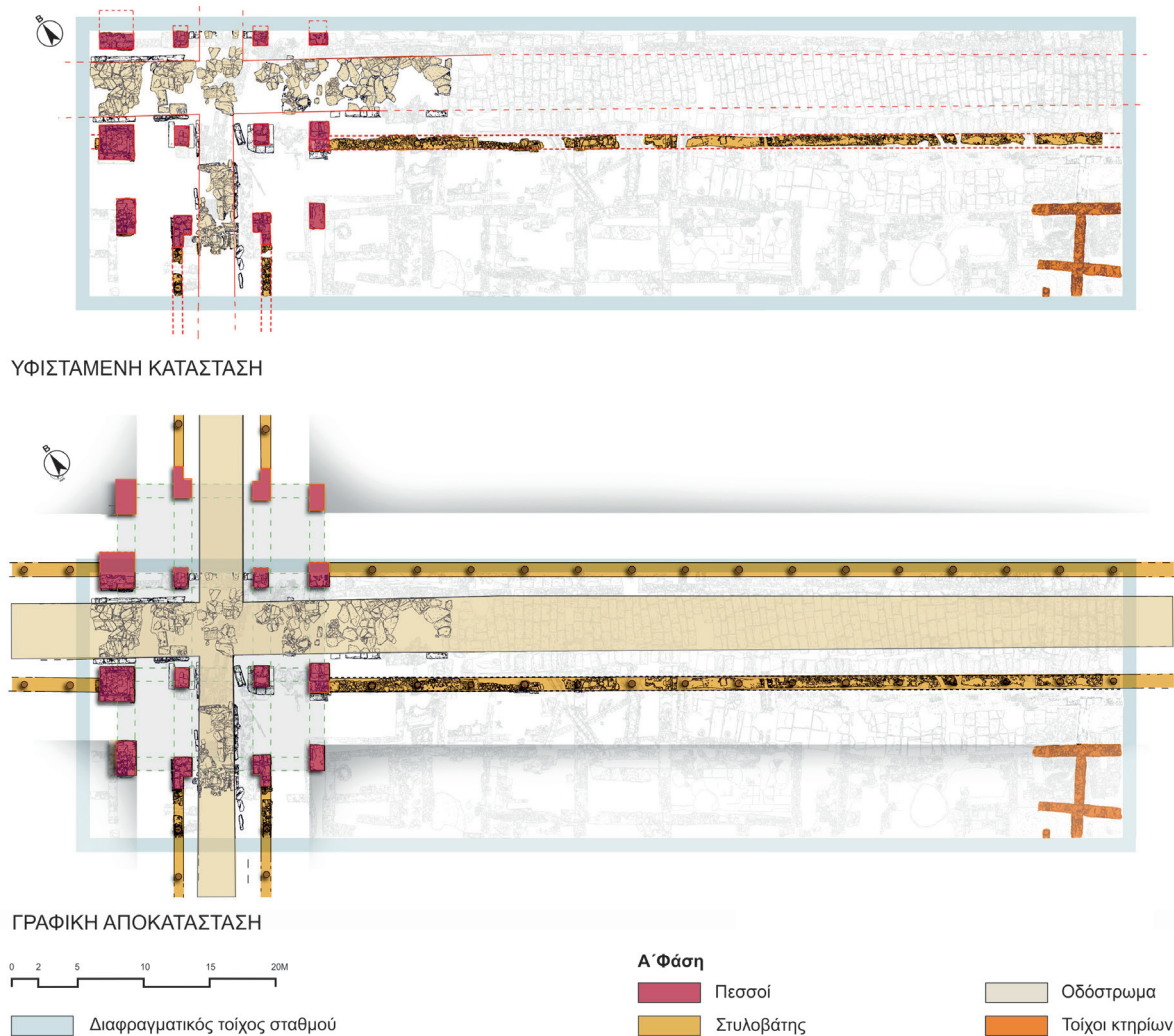 Β
ΥΦΙΣΤΑΜΕΝΗ ΚΑΤΑΣΤΑΣΗ
Β
ΓΡΑΦΙΚΗ ΑΠΟΚΑΤΑΣΤΑΣΗ
0 2 5 10 15 20M
Διαφραγματικός τοίχος σταθμού
Α΄Φάση
Πεσσοί
Στυλοβάτης
Οδόστρωμα
Τοίχοι κτηρίων